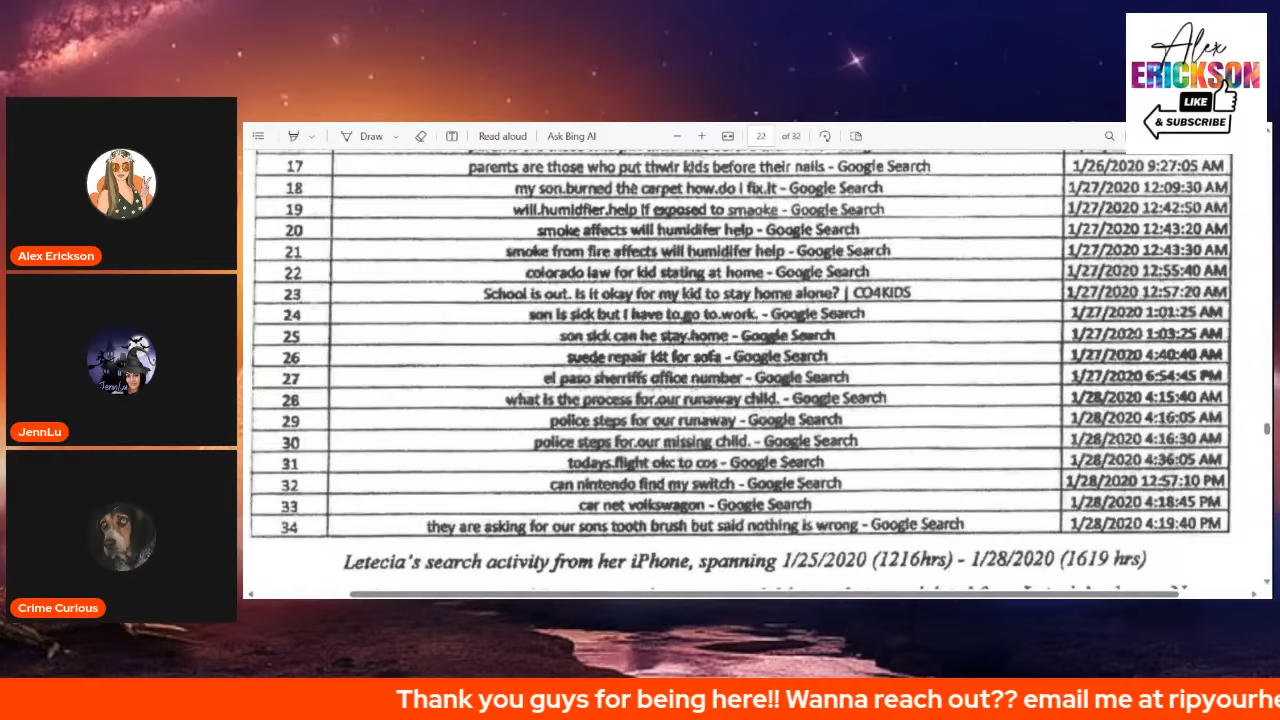 Alex
ERICKSON
LIKE
& SUBSCRIBE
Draw
Read aloud
Ask Bing AI
22
of 32
17 parents are those who put thwir kids before their nails - Google Search 1/26/2020 9:27:05 AM
18 my son.burned the carpet how.do i fix.it - Google Search 1/27/2020 12:09:30 AM
19 will.humidfier.help if exposed to smaoke - Google Search 1/27/2020 12:42:50 AM
20 smoke affects will humidifer help - Google Search 1/27/2020 12:43:20 AM
21 smoke from fire affects will humidifer help - Google Search 1/27/2020 12:43:30 AM
22 colorado law for kid stating at home - Google Search 1/27/2020 12:55:40 AM
23 School is out. Is it okay for my kid to stay home alone? | CO4KIDS 1/27/2020 12:57:20 AM
24 son is sick but i have to.go to.work. - Google Search 1/27/2020 1:01:25 AM
25 son sick can he stay.home - Google Search 1/27/2020 1:03:25 AM
26 suede repair kit for sofa - Google Search 1/27/2020 4:40:40 AM
27 el paso sherriffs office number - Google Search 1/27/2020 6:54:45 PM
28 what is the process for.our runaway child. - Google Search 1/28/2020 4:15:40 AM
29 police steps for our runaway - Google Search 1/28/2020 4:16:05 AM
30 police steps for.our missing child. - Google Search 1/28/2020 4:16:30 AM
31 todays.flight okc to cos - Google Search 1/28/2020 4:36:05 AM
32 can nintendo find my switch - Google Search 1/28/2020 12:57:10 PM
33 car net volkswagon - Google Search 1/28/2020 4:18:45 PM
34 they are asking for our sons tooth brush but said nothing is wrong - Google Search 1/28/2020 4:19:40 PM
Letecia's search activity from her iPhone, spanning 1/25/2020 (1216hrs) - 1/28/2020 (1619 hrs)
Alex Erickson
JennLu
JennLu
Crime Curious
Thank you guys for being here!! Wanna reach out?? email me at ripyourhe